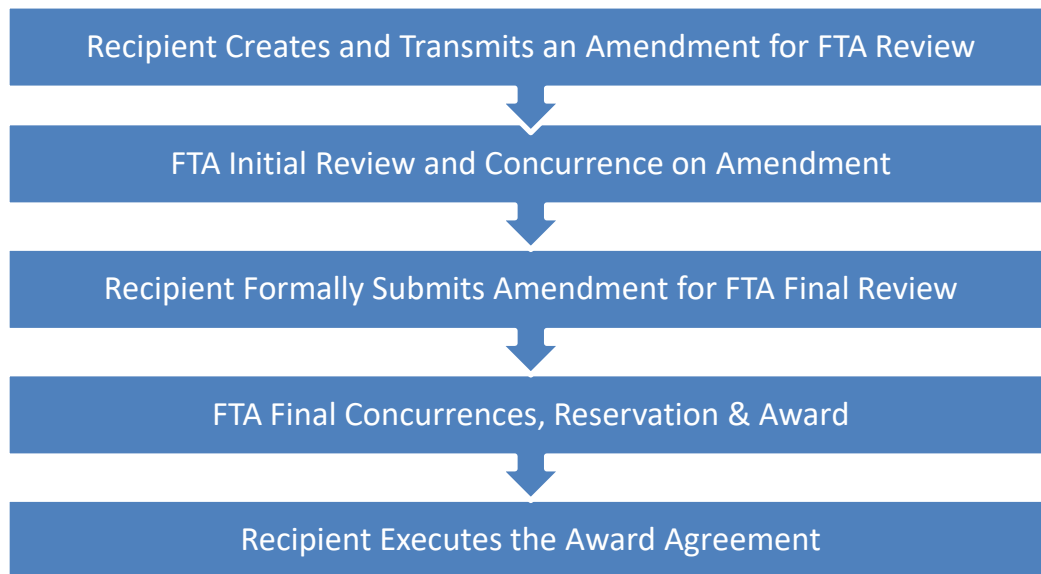 Recipient Creates and Transmits an Amendment for FTA Review
FTA Initial Review and Concurrence on Amendment
Recipient Formally Submits Amendment for FTA Final Review
FTA Final Concurrences, Reservation & Award
Recipient Executes the Award Agreement